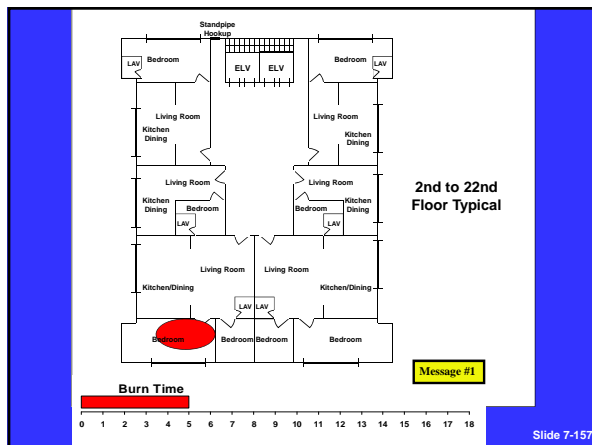 Standpipe
Hookup
Bedroom
LAV
ELV
ELV
Bedroom
LAV
Living Room
Kitchen
Dining
Living Room
Kitchen
Dining
Living Room
Kitchen
Dining
Bedroom
LAV
Living Room
Kitchen
Dining
Bedroom
LAV
2nd to 22nd
Floor Typical
Living Room
Living Room
Kitchen/Dining
Kitchen/Dining
LAV
LAV
Bedroom
Bedroom
Bedroom
Bedroom
Message #1
Burn Time
0 1 2 3 4 5 6 7 8 9 10 11 12 13 14 15 16 17 18
Slide 7-157